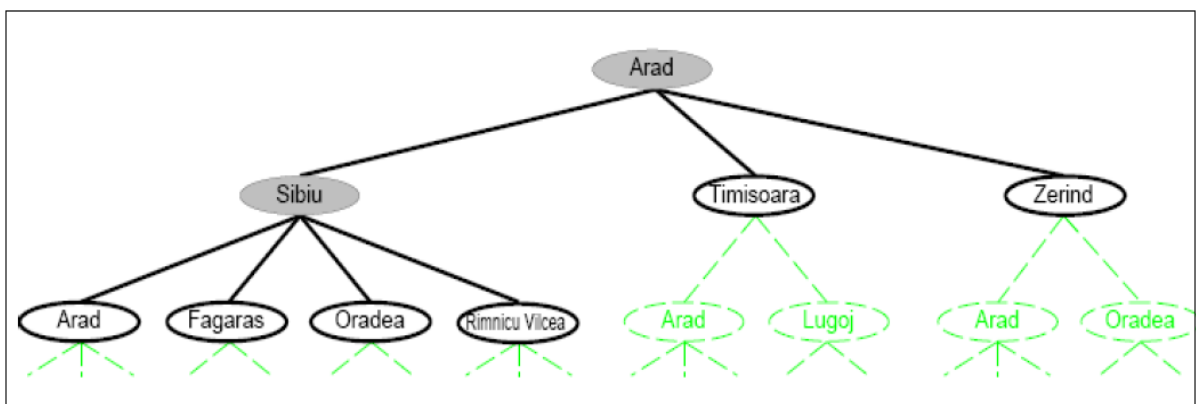 Arad
Sibiu
Timisoara
Zerind
Arad
Fagaras
Oradea
Rimnicu Vilcea
Arad
Lugoj
Arad
Oradea